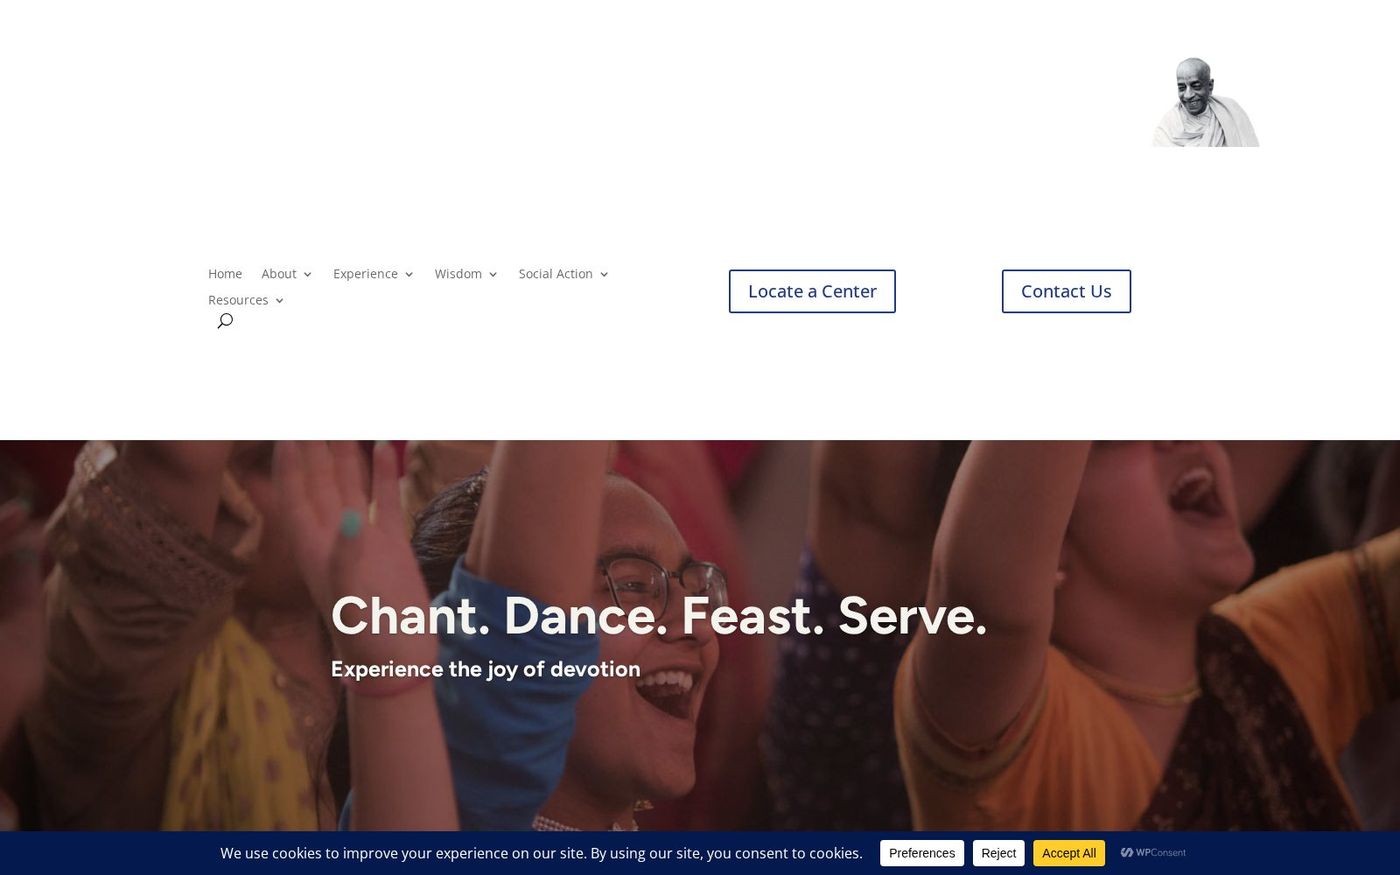 Home About Experience Wisdom Social Action
Resources
Locate a Center
Contact Us
Chant. Dance. Feast. Serve.
Experience the joy of devotion
We use cookies to improve your experience on our site. By using our site, you consent to cookies. Preferences Reject Accept All WPConsent